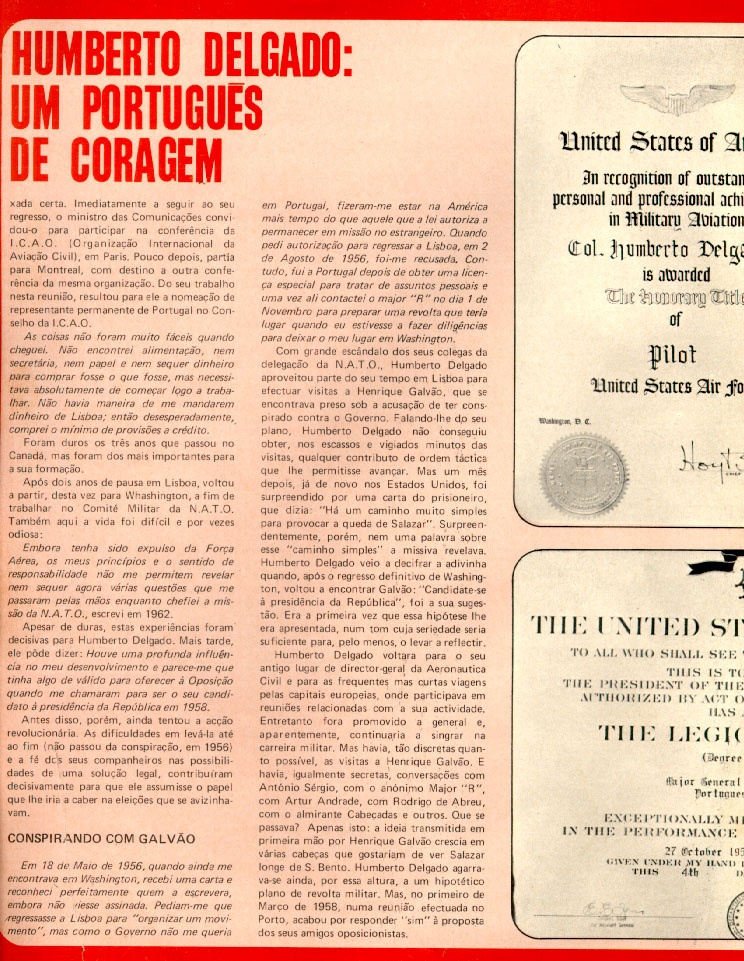 HUMBERTO DELGADO:
UM PORTUGUÊS
DE CORAGEM
xada certa. Imediatamente a seguir ao seu
regresso, o ministro das Comunicações convi-
dou-o para participar na conferência da
I.C.A.O. (Organização Internacional da
Aviação Civil), em Paris. Pouco depois, partia
para Montreal, com destino a outra confe-
rência da mesma organização. Do seu trabalho
nesta reunião, resultou para ele a nomeação de
representante permanente de Portugal no Con-
selho da I.C.A.O.
As coisas não foram muito fáceis quando
cheguei. Não encontrei alimentação, nem
secretária, nem papel e nem sequer dinheiro
para comprar fosse o que fosse, mas necessi-
tava absolutamente de começar logo a traba-
lhar. Não havia maneira de me mandarem
dinheiro de Lisboa; então desesperadamente,
comprei o mínimo de provisões a crédito.
Foram duros os três anos que passou no
Canadá, mas foram dos mais importantes para
a sua formação.
Após dois anos de pausa em Lisboa, voltou
a partir, desta vez para Whashington, a fim de
trabalhar no Comité Militar da N.A.T.O.
Também aqui a vida foi difícil e por vezes
odiosa:
Embora tenha sido expulso da Força
Aérea, os meus princípios e o sentido de
responsabilidade não me permitem revelar
nem sequer agora várias questões que me
passaram pelas mãos enquanto chefiei a mis-
são da N.A.T.O., escrevi em 1962.
Apesar de duras, estas experiências foram
decisivas para Humberto Delgado. Mais tarde,
ele pôde dizer: Houve uma profunda influên-
cia no meu desenvolvimento e parece-me que
tinha algo de válido para oferecer à Oposição
quando me chamaram para ser o seu candi-
dato à presidência da República em 1958.
Antes disso, porém, ainda tentou a acção
revolucionária. As dificuldades em levá-la até
ao fim (não passou da conspiração, em 1956)
e a fé dos seus companheiros nas possibili-
dades de uma solução legal, contribuíram
decisivamente para que ele assumisse o papel
que lhe iria a caber na eleições que se avizinha-
vam.
CONSPIRANDO COM GALVÃO
Em 18 de Maio de 1956, quando ainda me
encontrava em Washington, recebi uma carta e
reconheci perfeitamente quem a escrevera,
embora não viesse assinada. Pediam-me que
regressasse a Lisboa para "organizar um movi-
mento", mas como o Governo não me queria
em Portugal, fizeram-me estar na América
mais tempo do que aquele que a lei autoriza a
permanecer em missão no estrangeiro. Quando
pedi autorização para regressar a Lisboa, em 2
de Agosto de 1956, foi-me recusada. Con-
tudo, fui a Portugal depois de obter uma licen-
ça especial para tratar de assuntos pessoais e
uma vez ali contactei o major "R" no dia 1 de
Novembro para preparar uma revolta que teria
lugar quando eu estivesse a fazer diligências
para deixar o meu lugar em Washington.
Com grande escândalo dos seus colegas da
delegação da N.A.T.O., Humberto Delgado
aproveitou parte do seu tempo em Lisboa para
efectuar visitas a Henrique Galvão, que se
encontrava preso sob a acusação de ter cons-
pirado contra o Governo. Falando-lhe do seu
plano, Humberto Delgado não conseguiu
obter, nos escassos e vigiados minutos das
visitas, qualquer contributo de ordem táctica
que lhe permitisse avançar. Mas um mês
depois, já de novo nos Estados Unidos, foi
surpreendido por uma carta do prisioneiro,
que dizia: "Há um caminho muito simples
para provocar a queda de Salazar". Surpreen-
dentemente, porém, nem uma palavra sobre
esse "caminho simples" a missiva revelava.
Humberto Delgado veio a decifrar a adivinha
quando, após o regresso definitivo de Washing-
ton, voltou a encontrar Galvão: "Candidate-se
à presidência da República", foi a sua suges-
tão. Era a primeira vez que essa hipótese lhe
era apresentada, num tom cuja seriedade seria
suficiente para, pelo menos, o levar a reflectir.
Humberto Delgado voltara para o seu
antigo lugar de director-geral da Aeronautica
Civil e para as frequentes mas curtas viagens
pelas capitais europeias, onde participava em
reuniões relacionadas com a sua actividade.
Entretanto fora promovido a general e,
aparentemente, continuaria a singrar na
carreira militar. Mas havia, tão discretas quan-
to possível, as visitas a Henrique Galvão. E
havia, igualmente secretas, conversações com
António Sérgio, com o anónimo Major "R",
com Artur Andrade, com Rodrigo de Abreu,
com o almirante Cabeçadas e outros. Que se
passava? Apenas isto: a ideia transmitida em
primeira mão por Henrique Galvão crescia em
várias cabeças que gostariam de ver Salazar
longe de S. Bento. Humberto Delgado agarra-
va-se ainda, por essa altura, a um hipotético
plano de revolta militar. Mas, no primeiro de
Março de 1958, numa reunião efectuada no
Porto, acabou por responder "sim" à proposta
dos seus amigos oposicionistas.
United States of A
In recognition of outstan
personal and professional achi
in Military Aviation
Col. Humberto Delga
is awarded
The Honorary Title
of
Pilot
United States Air Fo
Washington, D. C.
Hoyt
THE UNITED ST
TO ALL WHO SHALL SEE
THIS IS TO
THE PRESIDENT OF THE
AUTHORIZED BY ACT O
HAS
THE LEGIO
(Degree
Major General
Portugues
EXCEPTIONALLY ME
IN THE PERFORMANCE
27 October 195
GIVEN UNDER MY HAND I
THIS 4th D